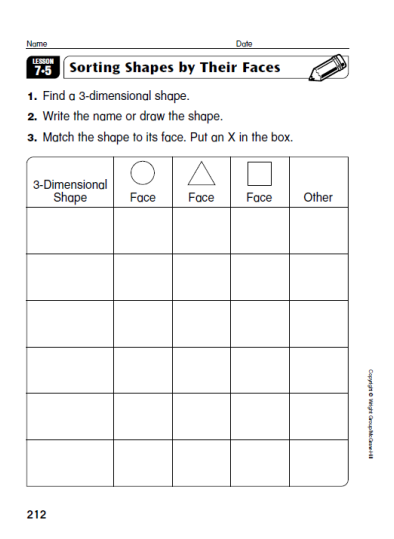 Name Date
LESSON
7•5
Sorting Shapes by Their Faces
1. Find a 3-dimensional shape.
2. Write the name or draw the shape.
3. Match the shape to its face. Put an X in the box.
3-Dimensional
Shape Face Face Face Other
Copyright © Wright Group/McGraw-Hill
212